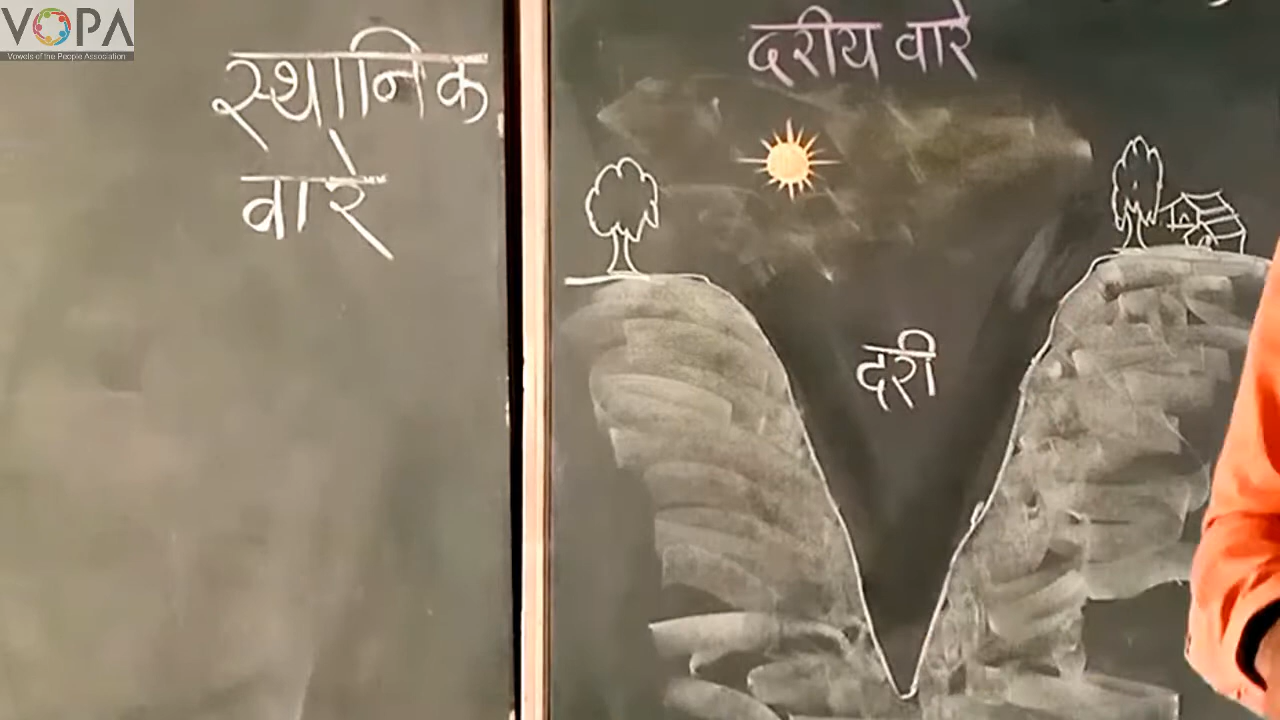 VOPA
Vowels of the People Association
स्थानिक
वारे
दरीय वारे
दरी